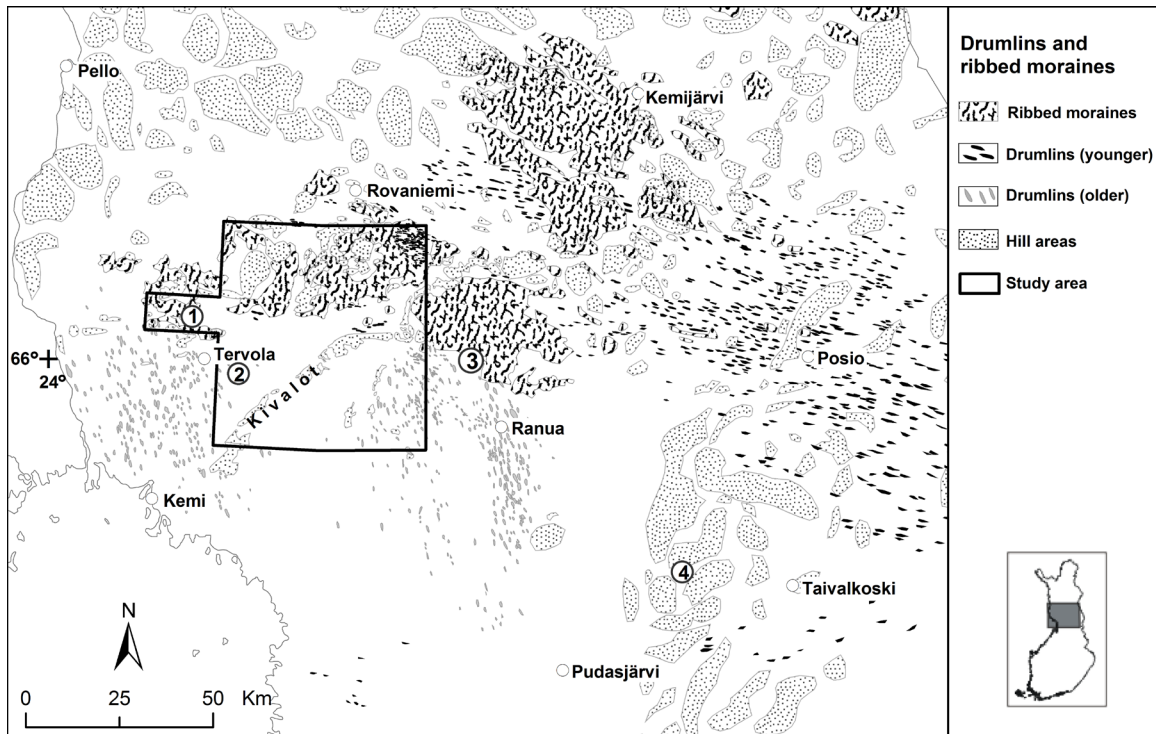 Pello
Kemijärvi
Rovaniemi
1
Tervola
2
66°
24°
Kivalot
3
Ranua
Posio
Kemi
4
Taivalkoski
Pudasjärvi
N
0 25 50 Km
Drumlins and
ribbed moraines
Ribbed moraines
Drumlins (younger)
Drumlins (older)
Hill areas
Study area